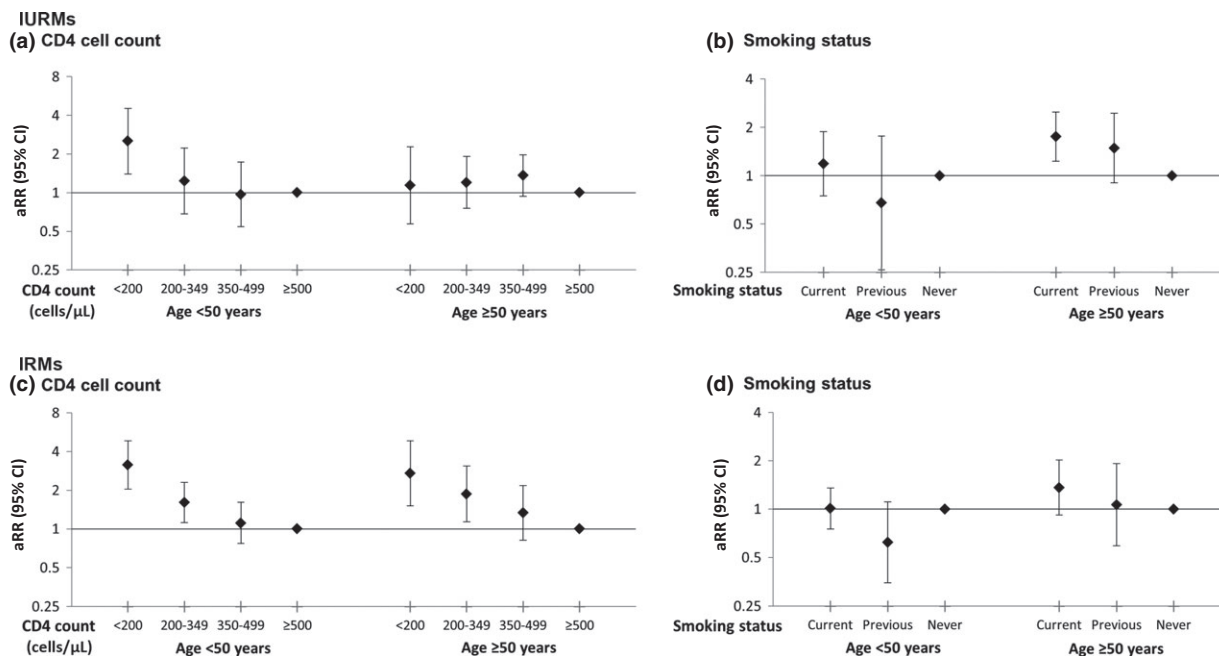 IURMs
(a) CD4 cell count
8
4
2
1
0.5
0.25
aRR (95% CI)
CD4 count
(cells/µL)
<200 200-349 350-499 ≥500 <200 200-349 350-499 ≥500
Age <50 years Age ≥50 years
(b) Smoking status
4
2
1
0.5
0.25
aRR (95% CI)
Smoking status Current Previous Never Current Previous Never
Age <50 years Age ≥50 years
IRMs
(c) CD4 cell count
8
4
2
1
0.5
0.25
aRR (95% CI)
CD4 count
(cells/µL)
<200 200-349 350-499 ≥500 <200 200-349 350-499 ≥500
Age <50 years Age ≥50 years
(d) Smoking status
4
2
1
0.5
0.25
aRR (95% CI)
Smoking status Current Previous Never Current Previous Never
Age <50 years Age ≥50 years